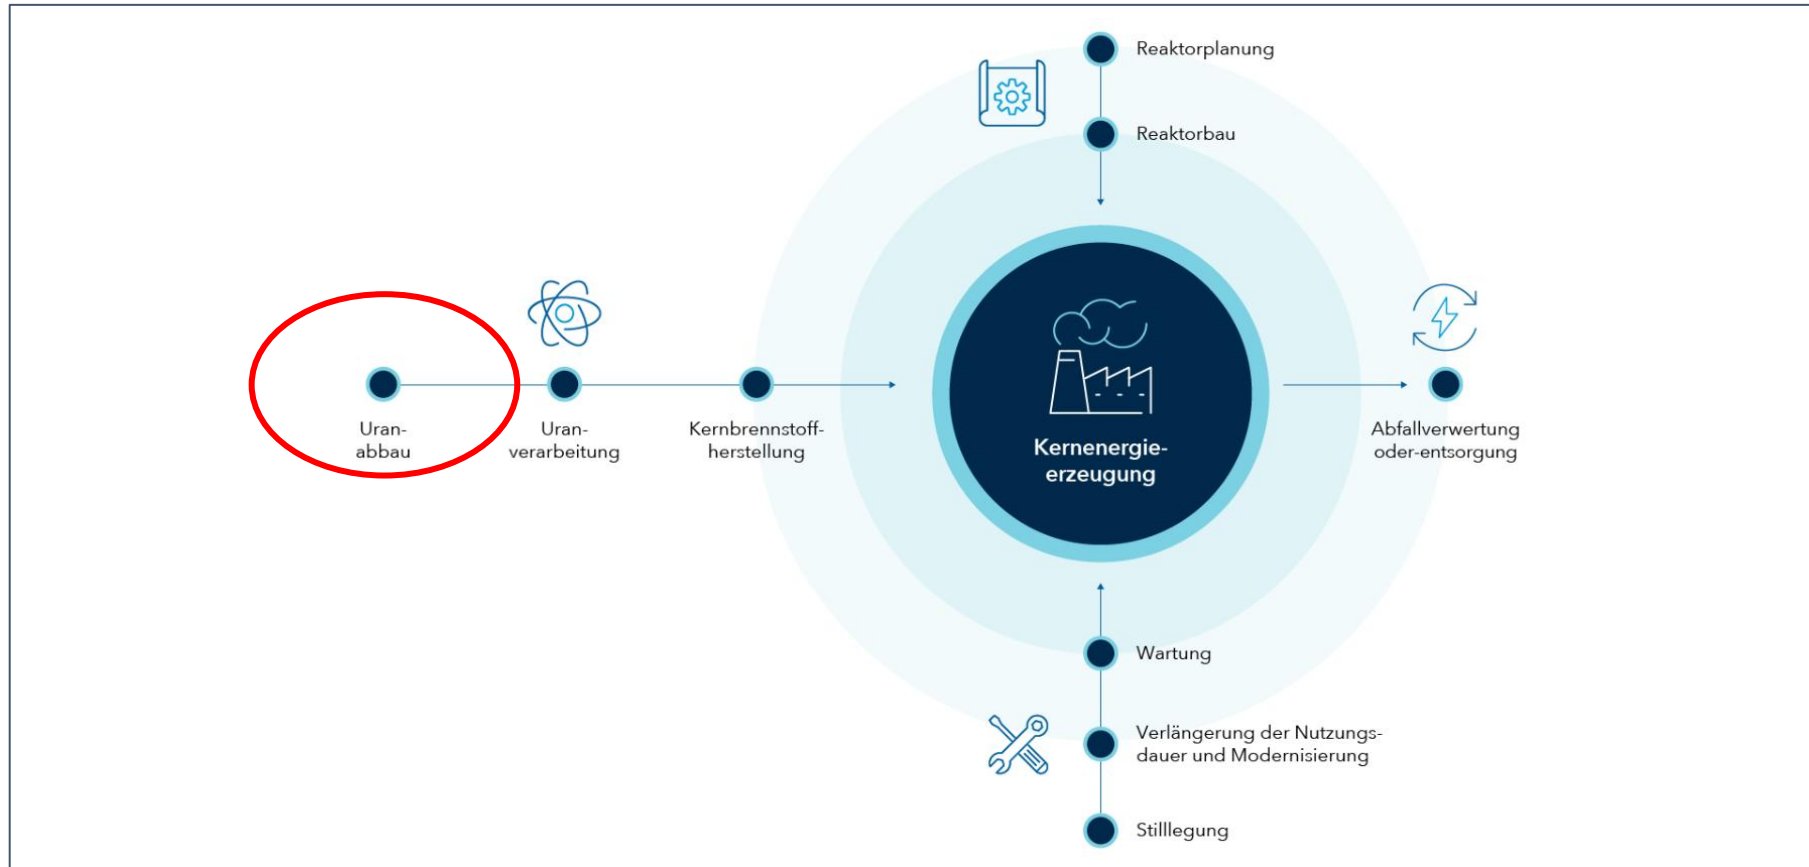 Reaktorplanung
Reaktorbau
Uran-
abbau
Uran-
verarbeitung
Kernbrennstoff-
herstellung
Kernenergie-
erzeugung
Abfallverwertung
oder-entsorgung
Wartung
Verlängerung der Nutzungs-
dauer und Modernisierung
Stilllegung